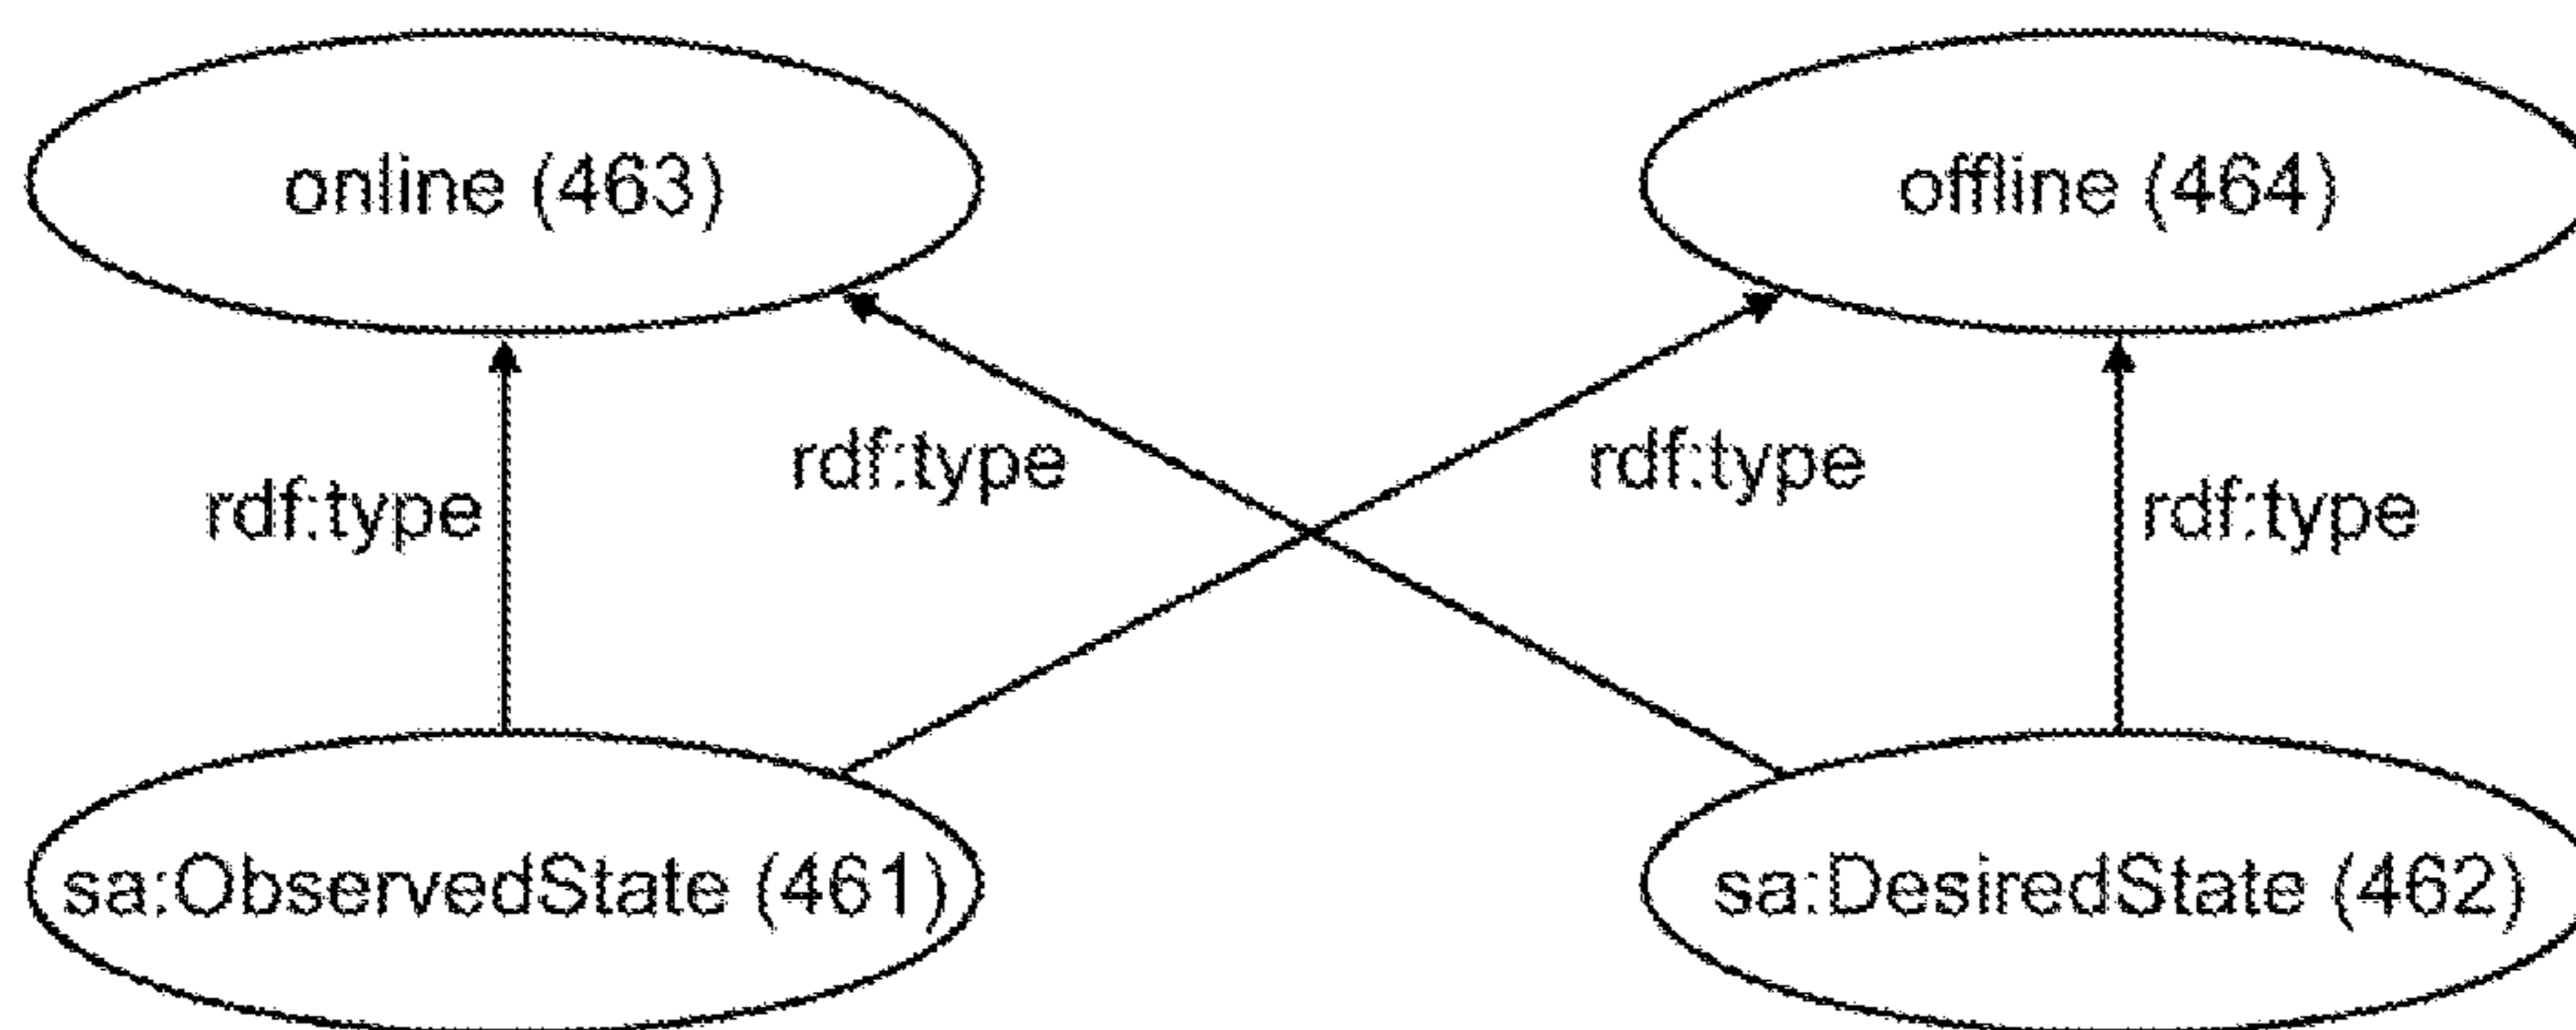 online (463)
offline (464)
rdf:type
rdf:type
rdf:type
rdf:type
sa:ObservedState (461)
sa:DesiredState (462)